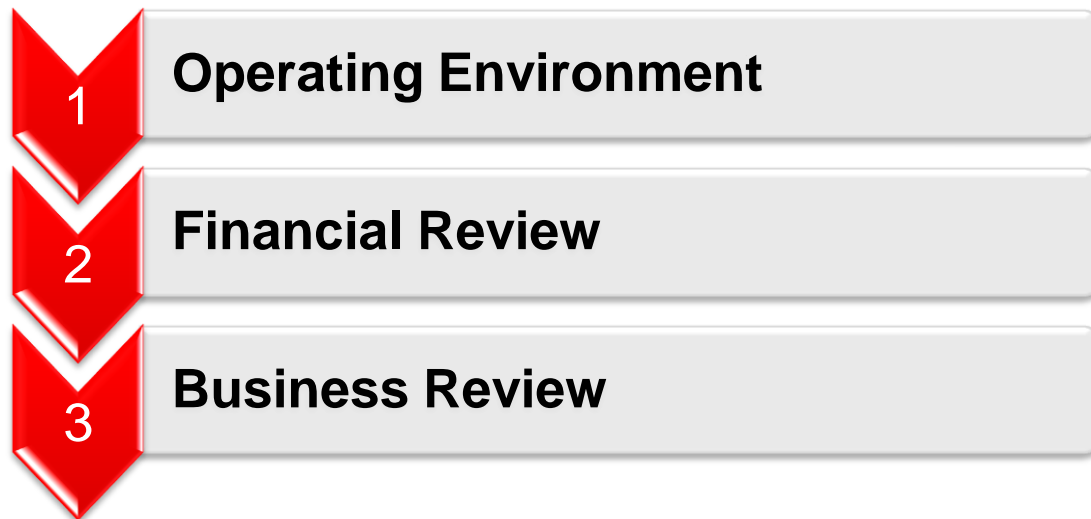 1
Operating Environment
2
Financial Review
3
Business Review